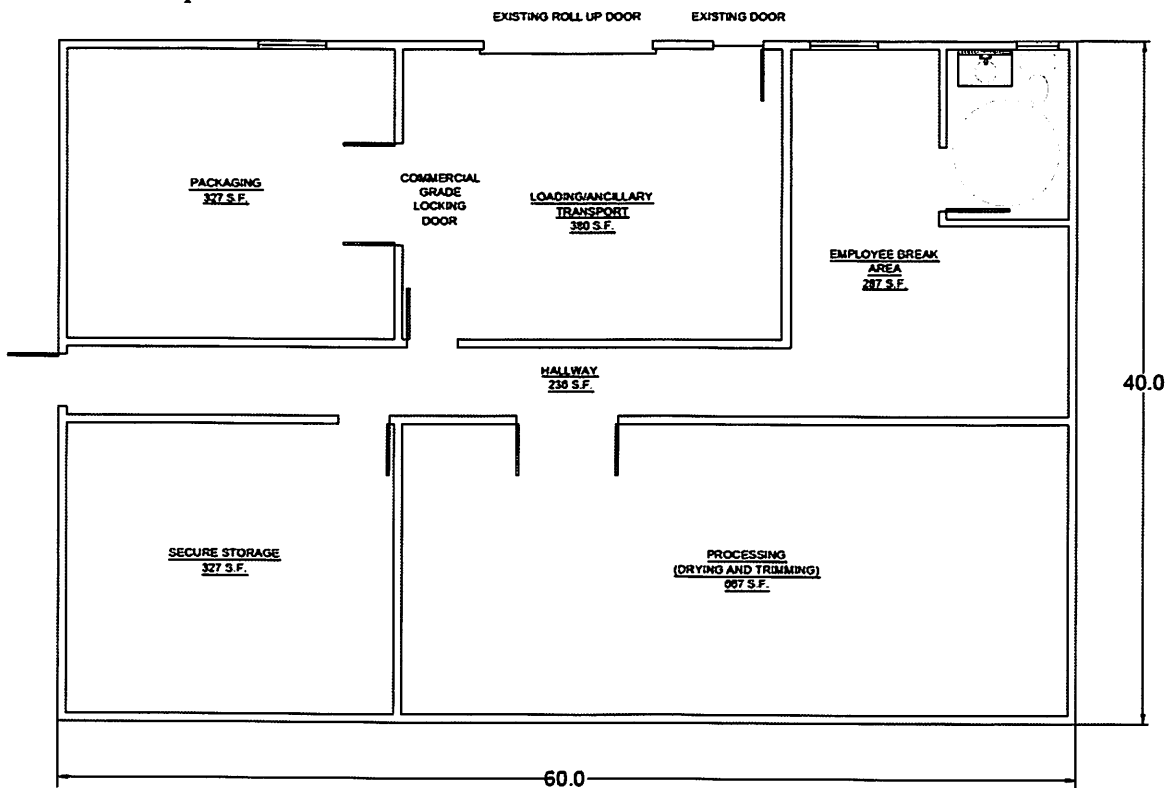 EXISTING ROLL UP DOOR
EXISTING DOOR
PACKAGING
327 S.F.
COMMERCIAL
GRADE
LOCKING
DOOR
LOADING/ANCILLARY
TRANSPORT
380 S.F.
EMPLOYEE BREAK
AREA
287 S.F.
HALLWAY
236 S.F.
40.0
SECURE STORAGE
327 S.F.
PROCESSING
(DRYING AND TRIMMING)
667 S.F.
60.0